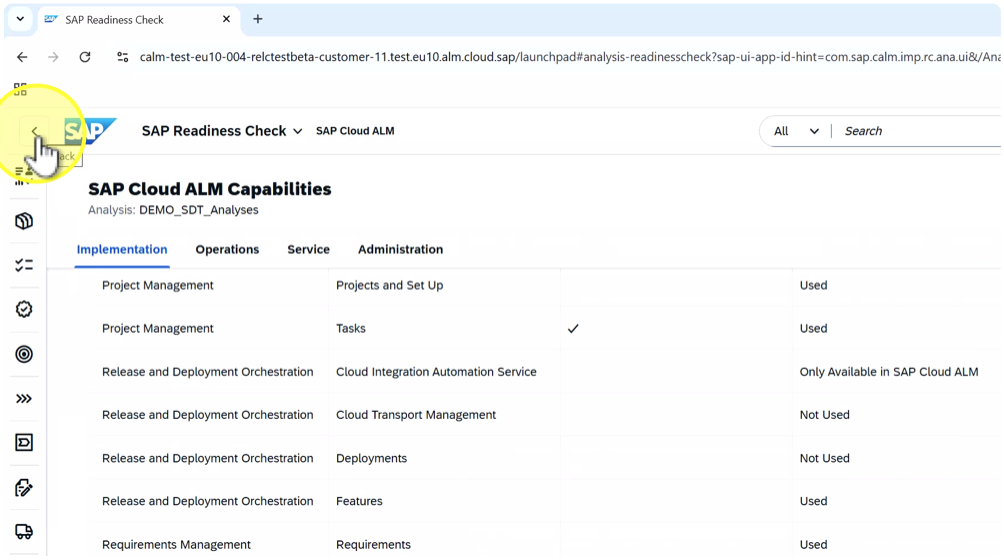 SAP Readiness Check
calm-test-eu10-004-relctestbeta-customer-11.test.eu10.alm.cloud.sap/launchpad#analysis-readinesscheck?sap-ui-app-id-hint=com.sap.calm.imp.rc.ana.ui&/Ana
SAP SAP Readiness Check SAP Cloud ALM All Search
SAP Cloud ALM Capabilities
Analysis: DEMO_SDT_Analyses
Implementation Operations Service Administration
Project Management Projects and Set Up Used
Project Management Tasks Used
Release and Deployment Orchestration Cloud Integration Automation Service Only Available in SAP Cloud ALM
Release and Deployment Orchestration Cloud Transport Management Not Used
Release and Deployment Orchestration Deployments Not Used
Release and Deployment Orchestration Features Used
Requirements Management Requirements Used